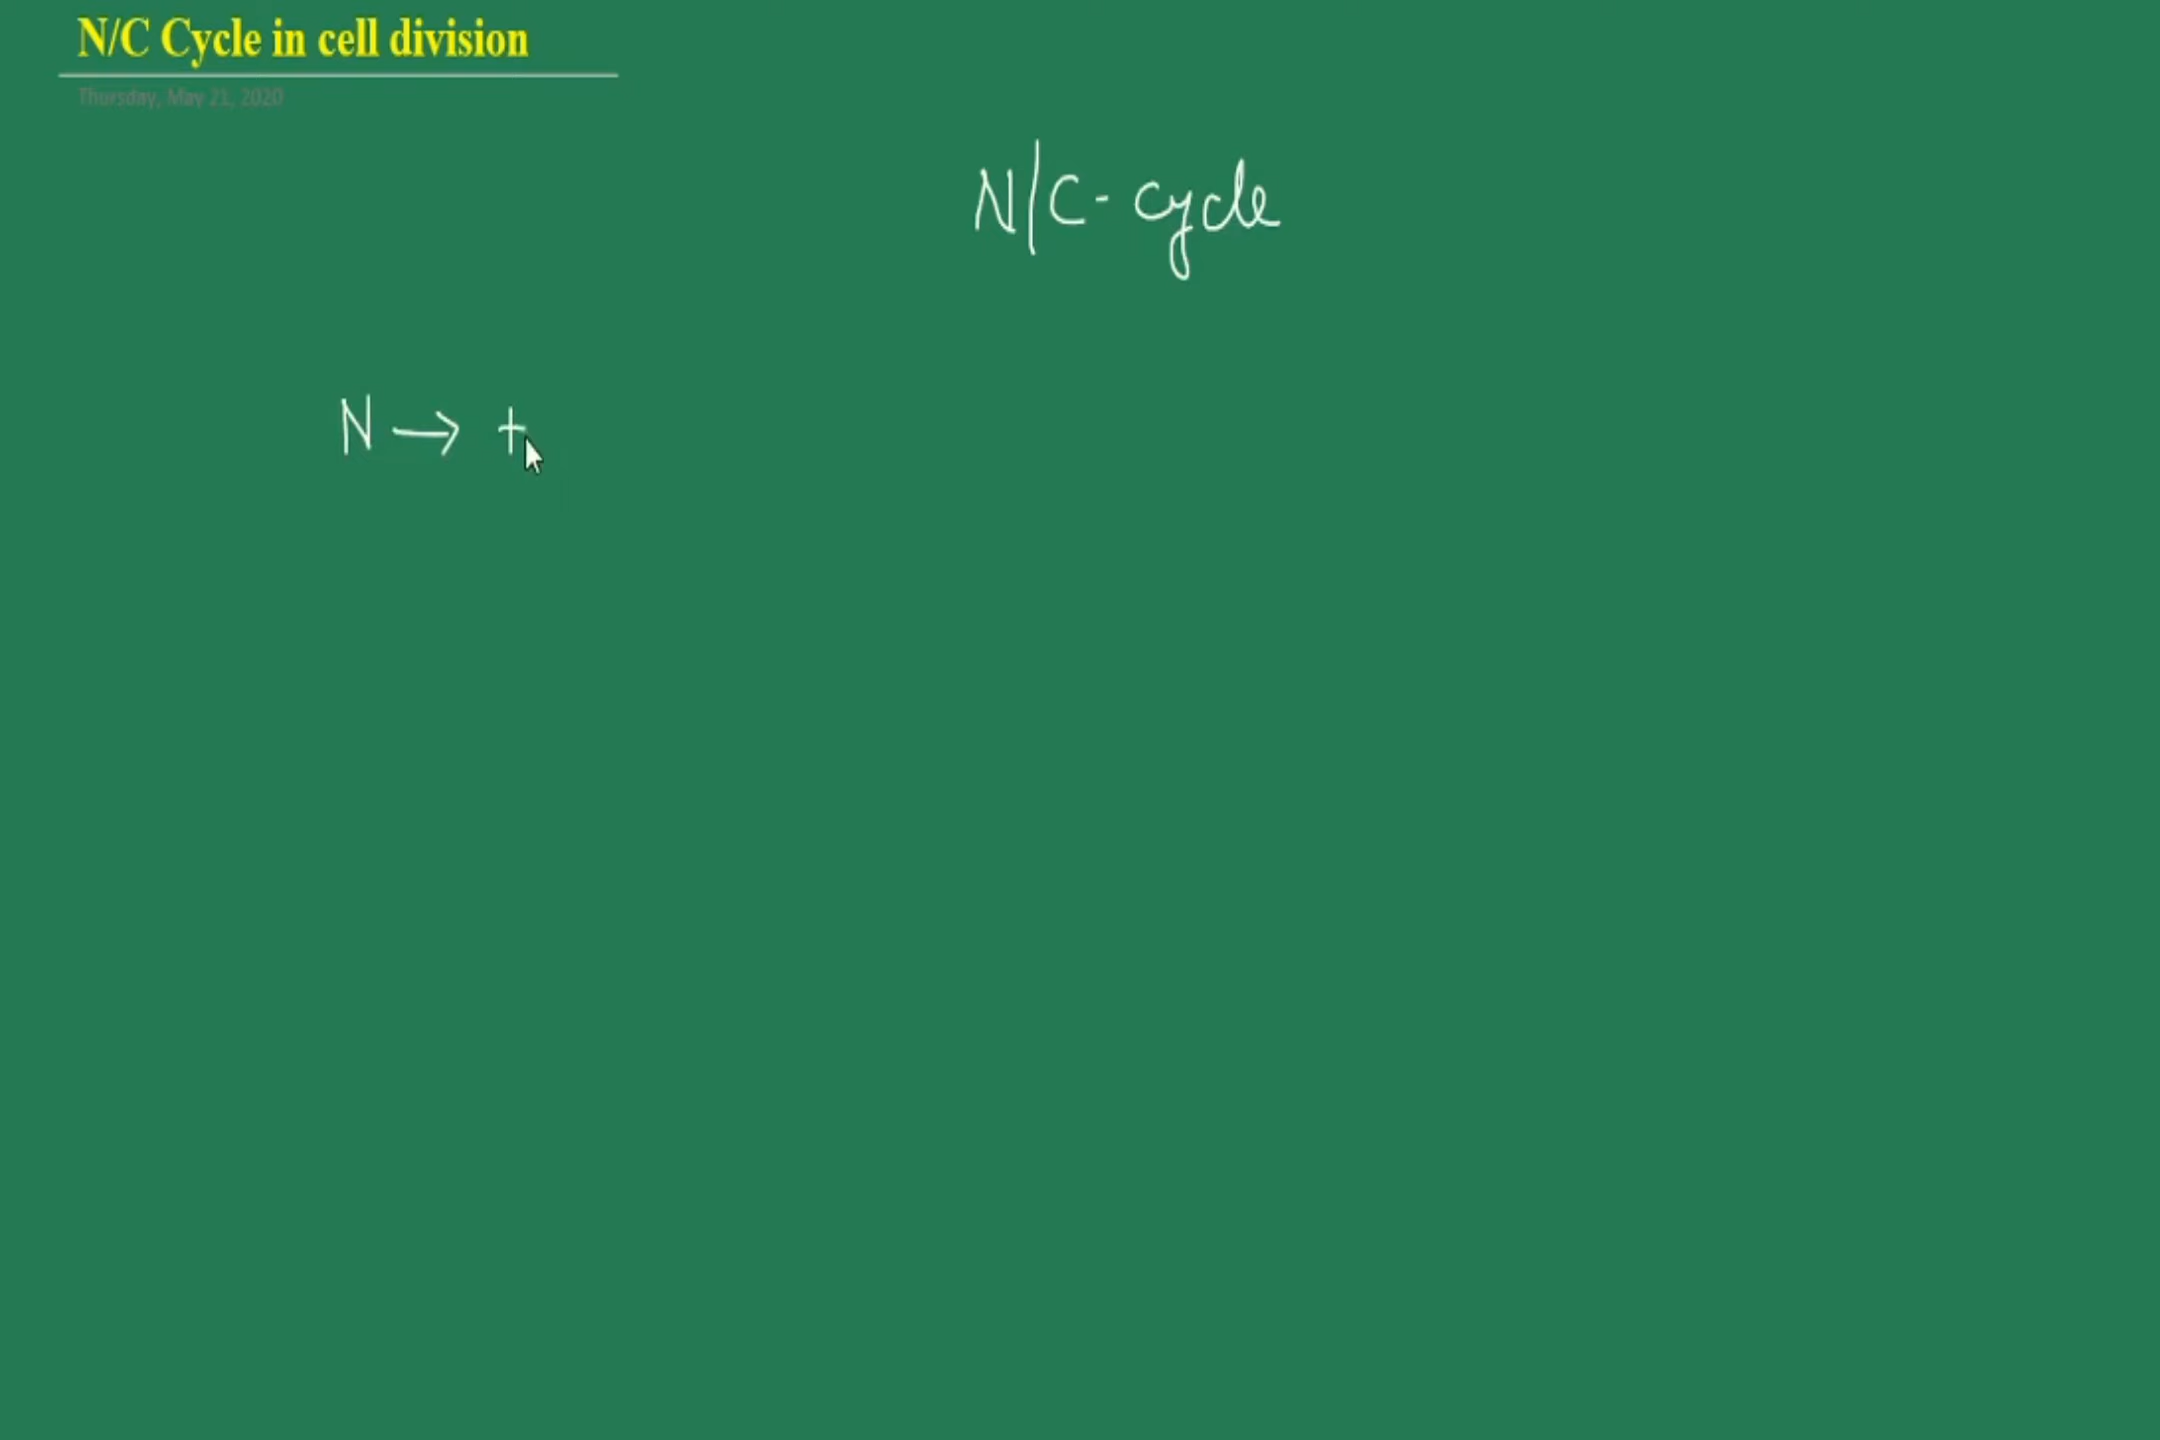 N/C Cycle in cell division
Thursday, May 21, 2020
N/C- cycle
N → +